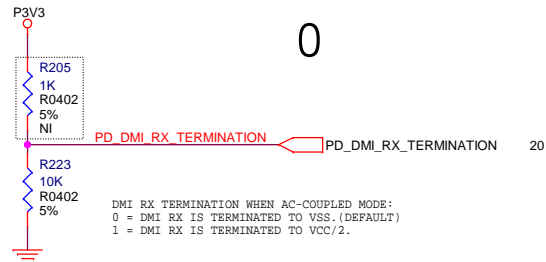 P3V3
0
R205
1K
R0402
5%
NI
PD_DMI_RX_TERMINATION
PD_DMI_RX_TERMINATION 20
R223
10K
R0402
5%
DMI RX TERMINATION WHEN AC-COUPLED MODE:
0 = DMI RX IS TERMINATED TO VSS.(DEFAULT)
1 = DMI RX IS TERMINATED TO VCC/2.